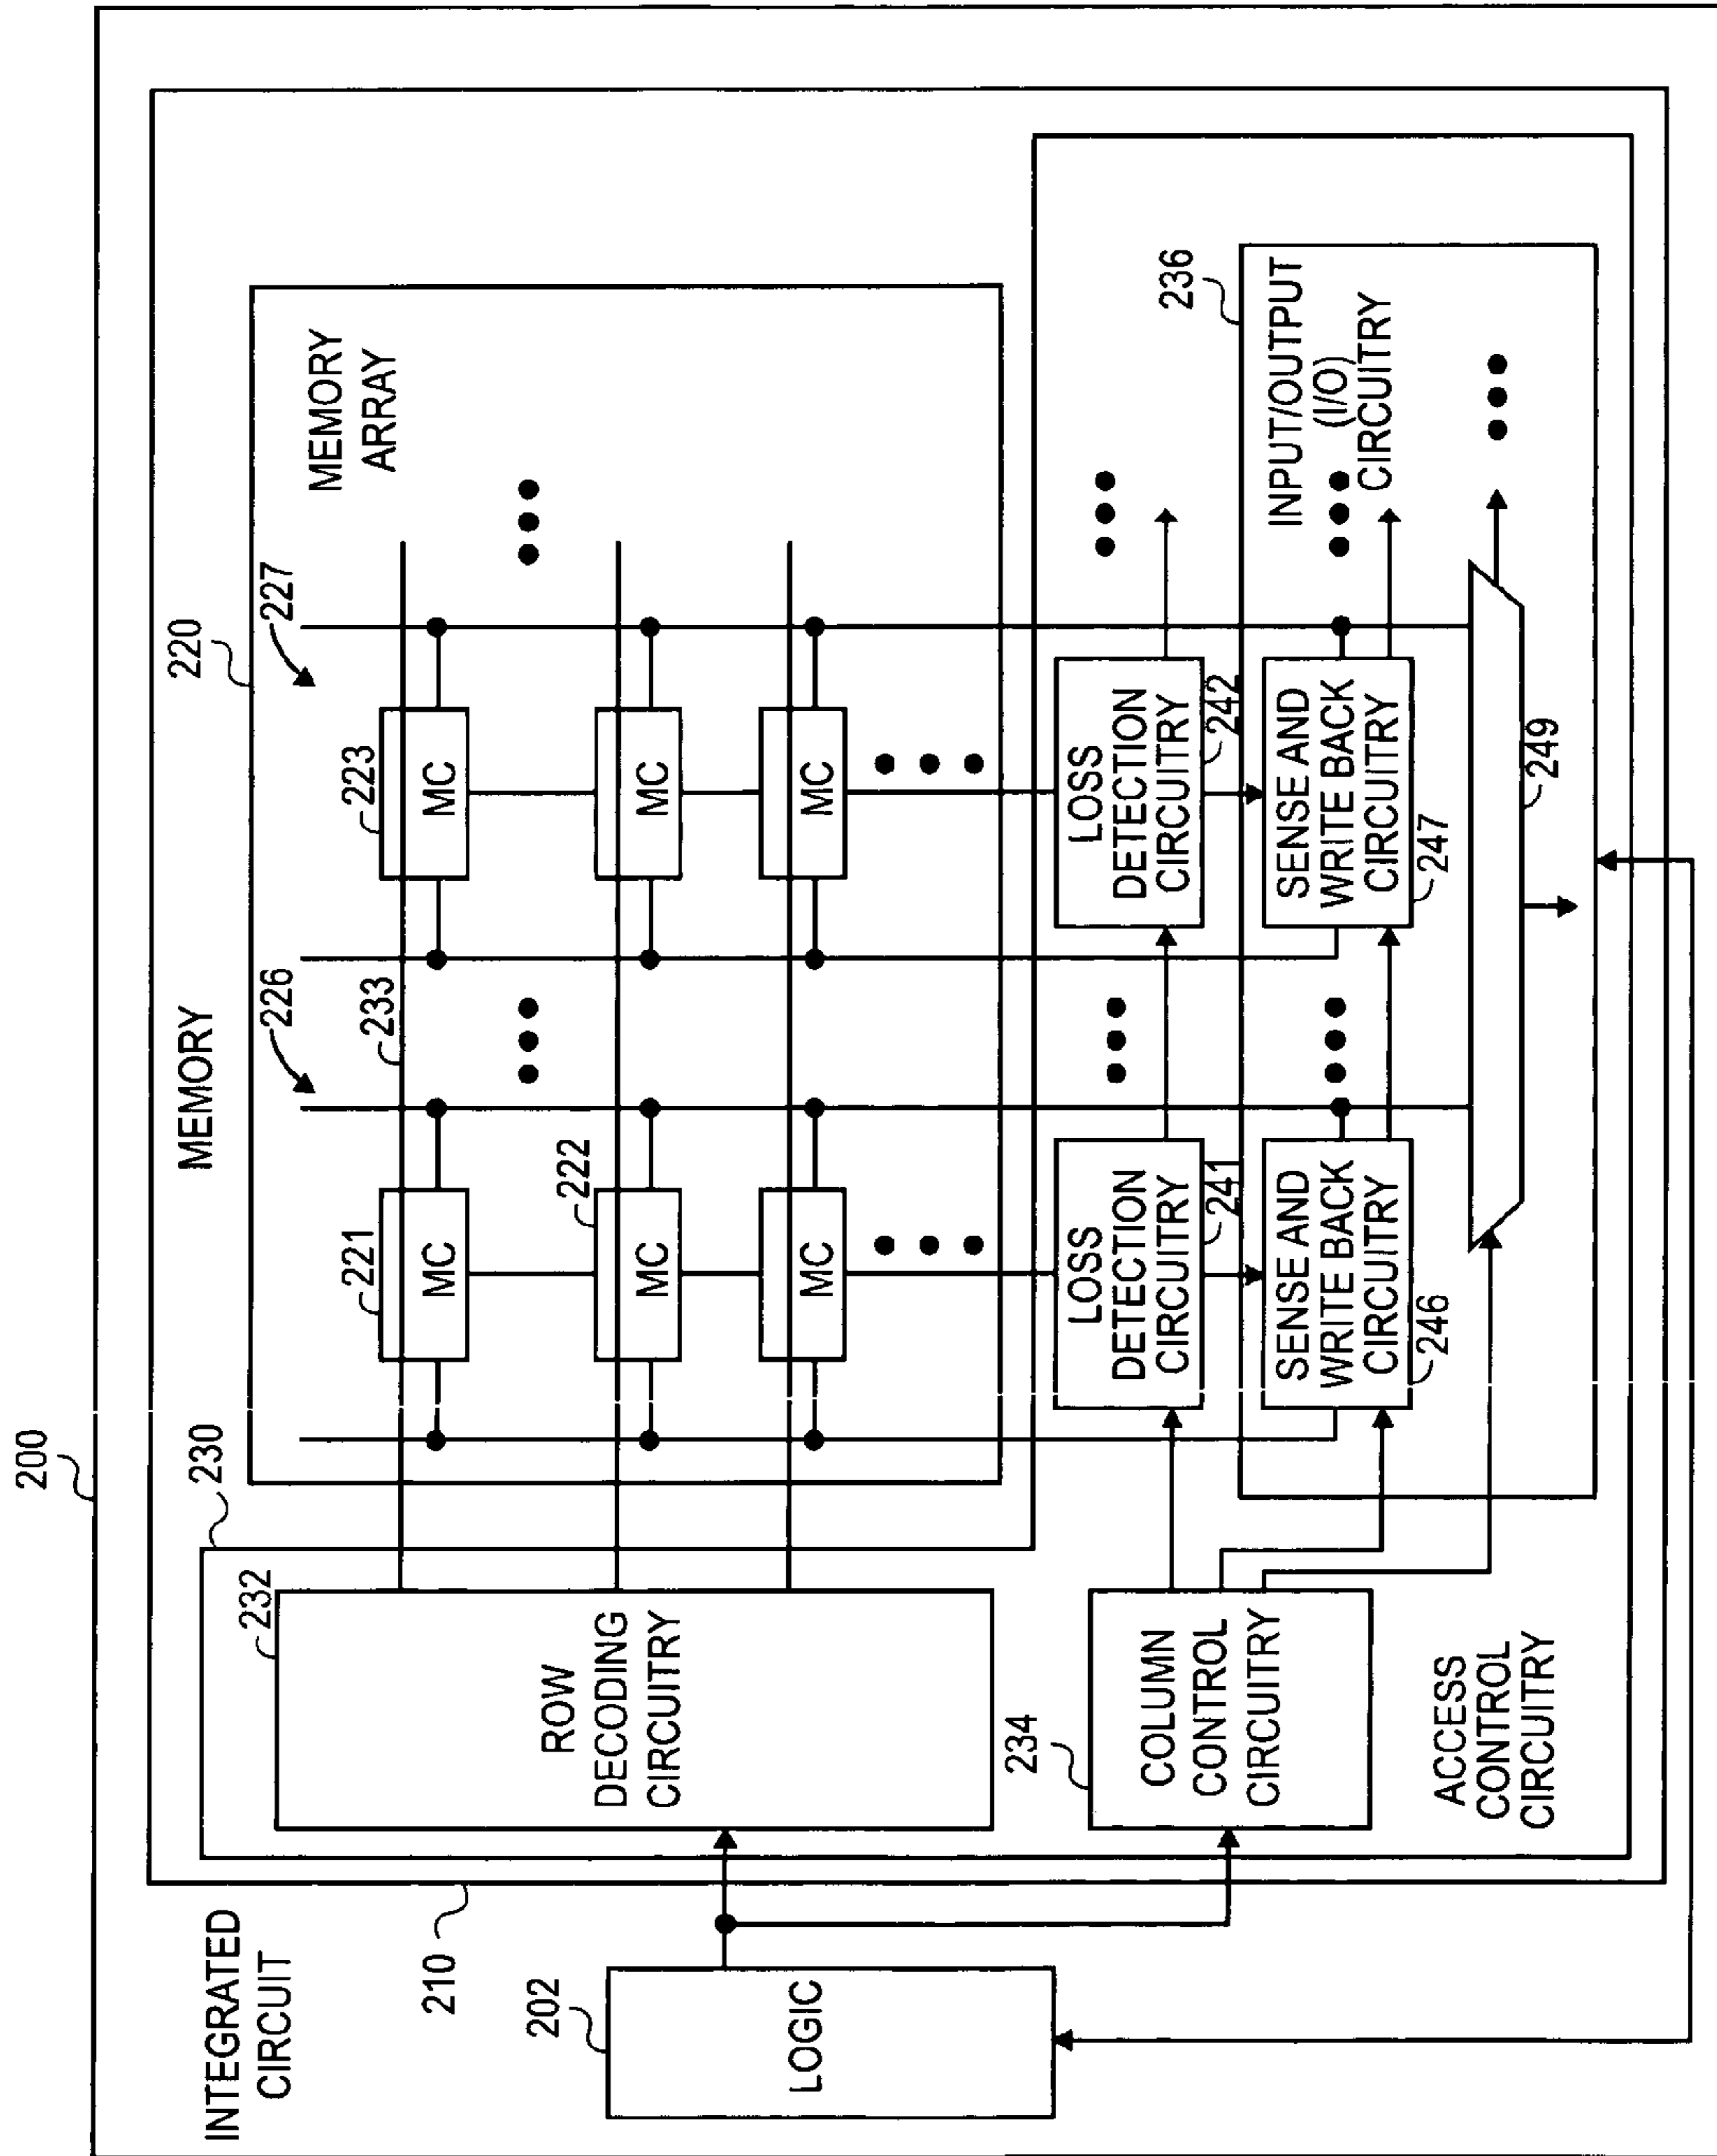 200
INTEGRATED
CIRCUIT
MEMORY
210
230
220
232
ROW
DECODING
CIRCUITRY
226
227
MEMORY
ARRAY
233
221
MC
223
MC
222
MC
MC
MC
MC
202
LOGIC
234
COLUMN
CONTROL
CIRCUITRY
LOSS
DETECTION
CIRCUITRY
241
LOSS
DETECTION
CIRCUITRY
242
236
INPUT/OUTPUT
(I/O)
CIRCUITRY
SENSE AND
WRITE BACK
CIRCUITRY
246
SENSE AND
WRITE BACK
CIRCUITRY
247
249
ACCESS
CONTROL
CIRCUITRY